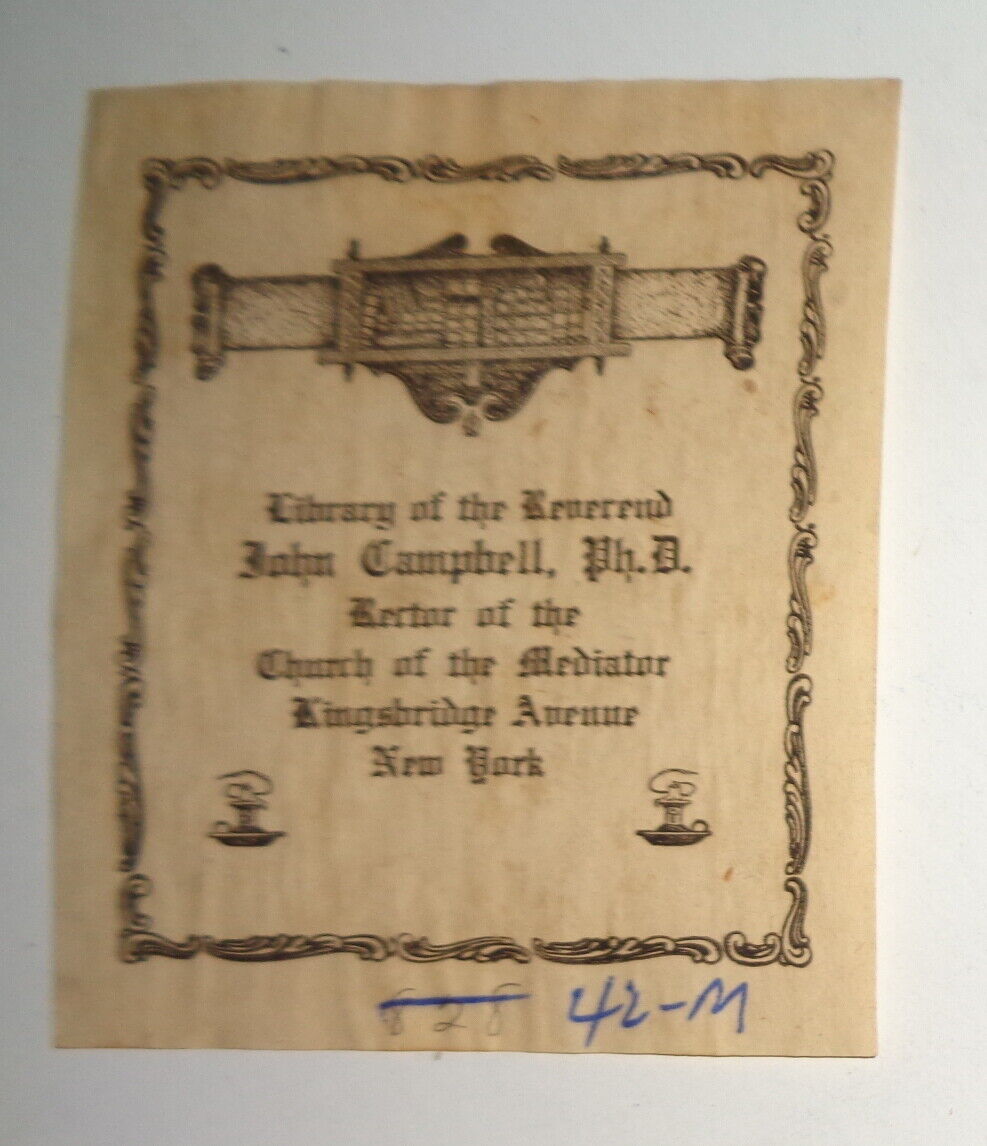 Library of the Reverend
John Campbell, Ph.D.
Rector of the
Church of the Mediator
Kingsbridge Avenue
New York
828 42-M